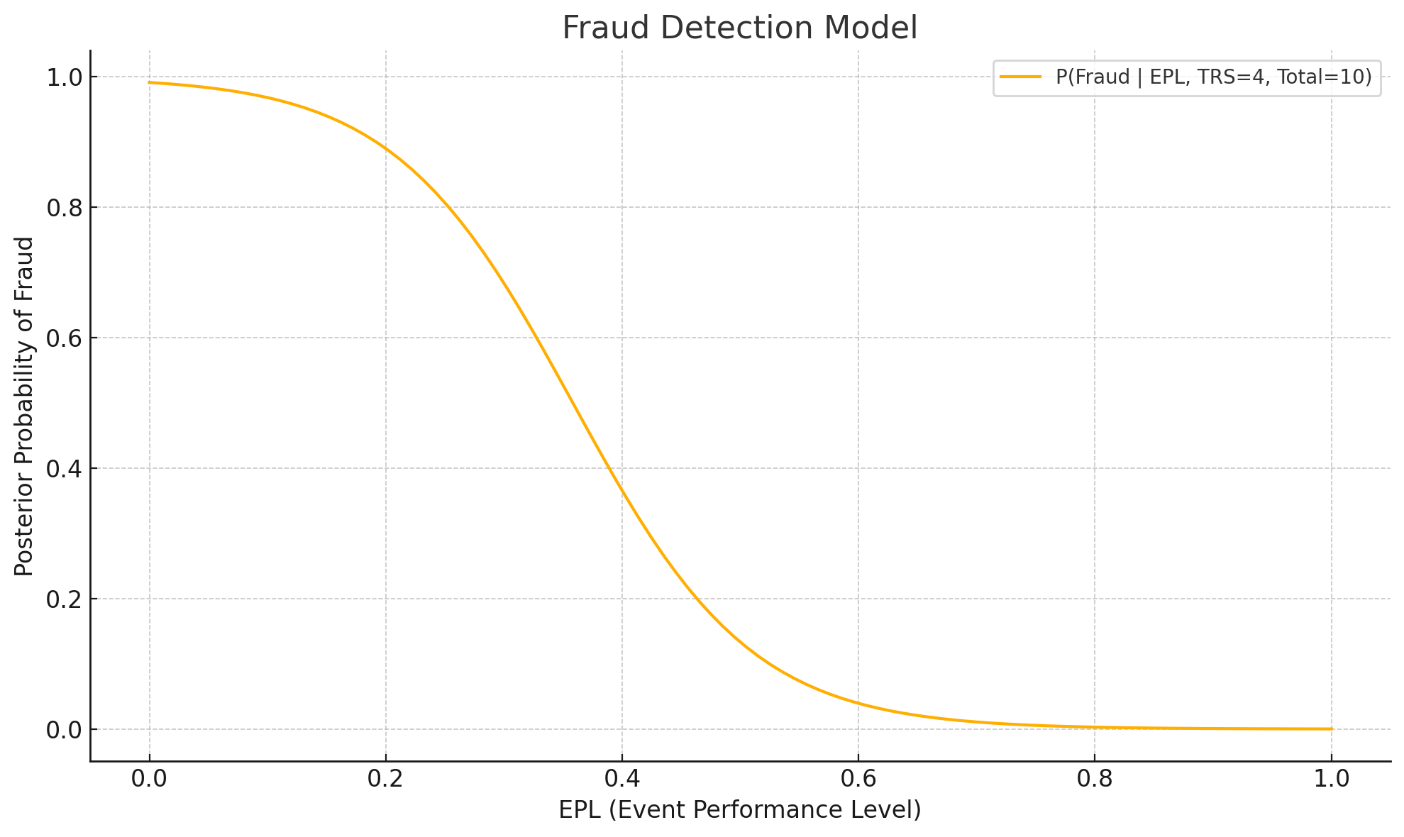 Fraud Detection Model
P(Fraud | EPL, TRS=4, Total=10)
Posterior Probability of Fraud
1.0
0.8
0.6
0.4
0.2
0.0
0.0 0.2 0.4 0.6 0.8 1.0
EPL (Event Performance Level)